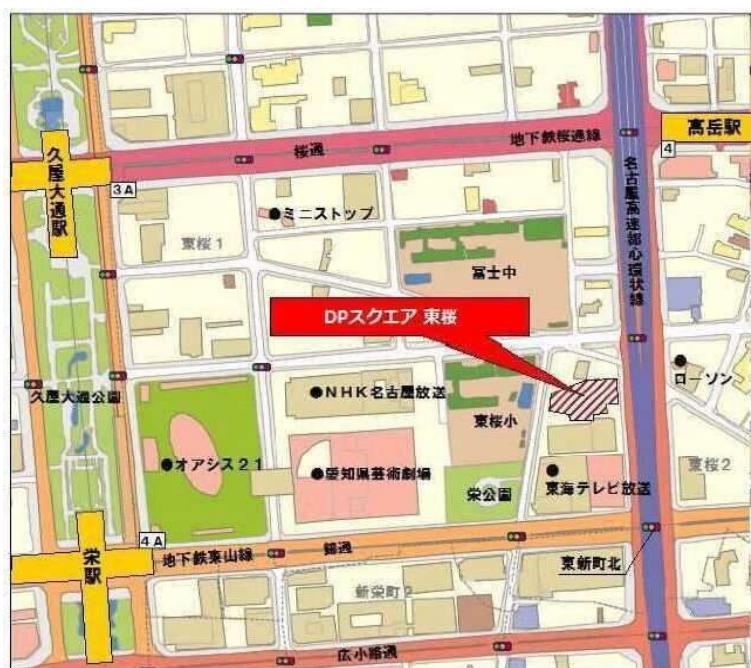 高岳駅
4
地下鉄桜通線
桜通
久屋大通駅
3A
名古屋高速都心環状線
ミニストップ
東桜1
冨士中
DPスクエア 東桜
ローソン
NHK名古屋放送
久屋大通公園
東桜小
オアシス21
愛知県芸術劇場
東桜2
栄公園
東海テレビ放送
4A
地下鉄東山線
錦通
栄駅
東新町北
新栄町2
広小路通